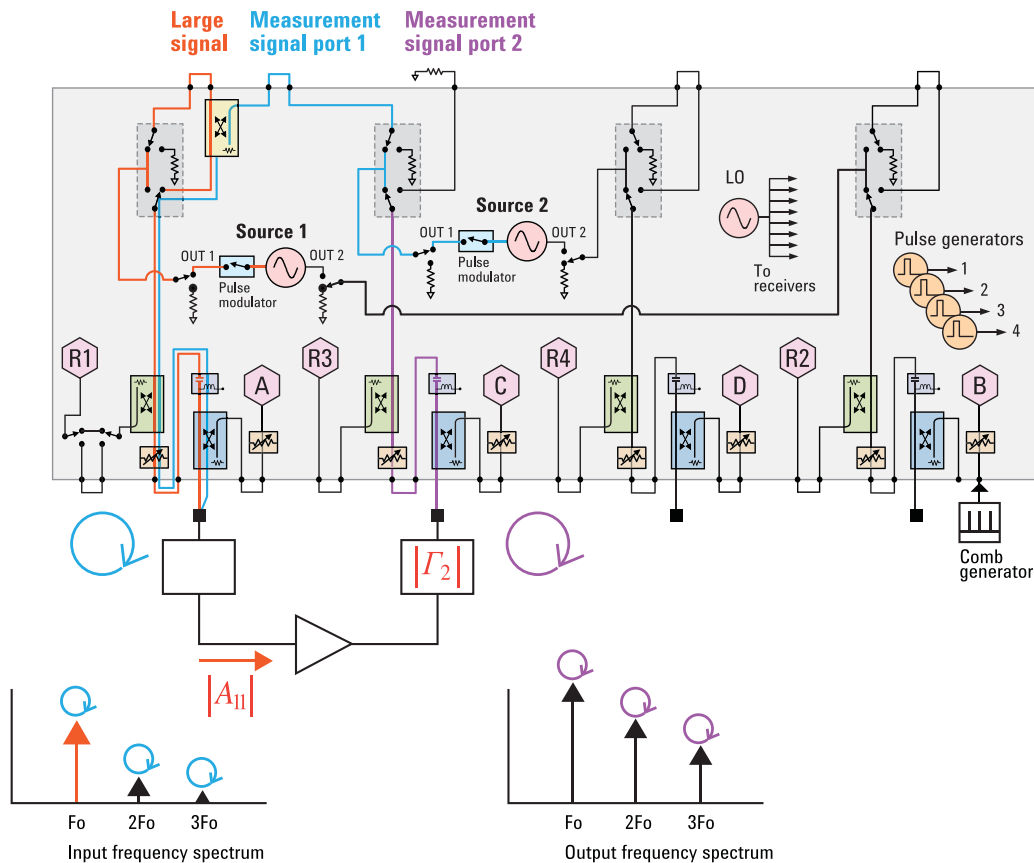 Large
signal
Measurement
signal port 1
Measurement
signal port 2
LO
To
receivers
Source 1
OUT 1
OUT 2
Pulse
modulator
Source 2
OUT 1
OUT 2
Pulse
modulator
Pulse generators
1
2
3
4
R1
A
R3
C
R4
D
R2
B
Comb
generator
|Γ2|
|A11|
Fo
2Fo
3Fo
Input frequency spectrum
Fo
2Fo
3Fo
Output frequency spectrum